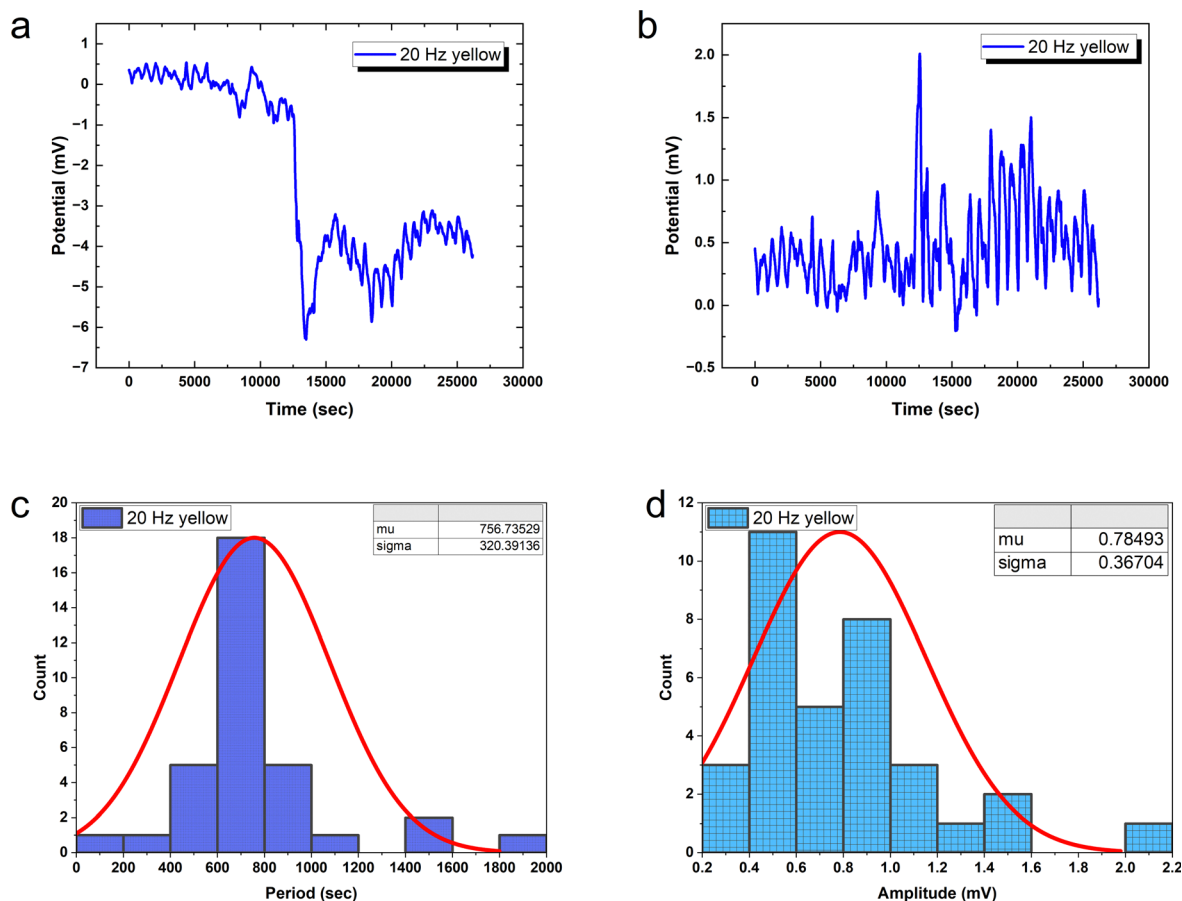 a
20 Hz yellow
1
0
−1
−2
−3
−4
−5
−6
−7
Potential (mV)
0 5000 10000 15000 20000 25000 30000
Time (sec)
b
20 Hz yellow
2.0
1.5
1.0
0.5
0.0
−0.5
Potential (mV)
0 5000 10000 15000 20000 25000 30000
Time (sec)
c
20 Hz yellow
mu 756.73529
sigma 320.39136
20
18
16
14
12
10
8
6
4
2
0
Count
0 200 400 600 800 1000 1200 1400 1600 1800 2000
Period (sec)
d
20 Hz yellow
mu 0.78493
sigma 0.36704
12
10
8
6
4
2
0
Count
0.2 0.4 0.6 0.8 1.0 1.2 1.4 1.6 1.8 2.0 2.2
Amplitude (mV)